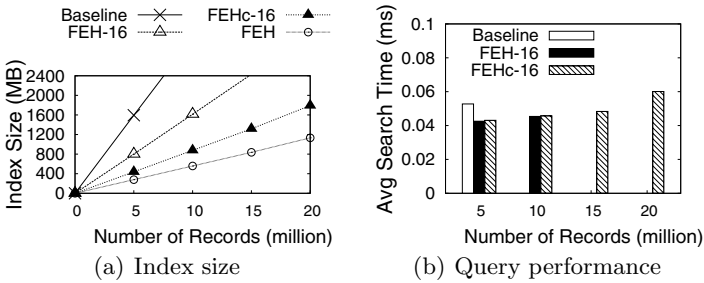 Baseline
FEH-16
FEHc-16
FEH
Index Size (MB)
2400
2000
1600
1200
800
400
0
0 5 10 15 20
Number of Records (million)
(a) Index size
Baseline
FEH-16
FEHc-16
Avg Search Time (ms)
0.1
0.08
0.06
0.04
0.02
0
5 10 15 20
Number of Records (million)
(b) Query performance